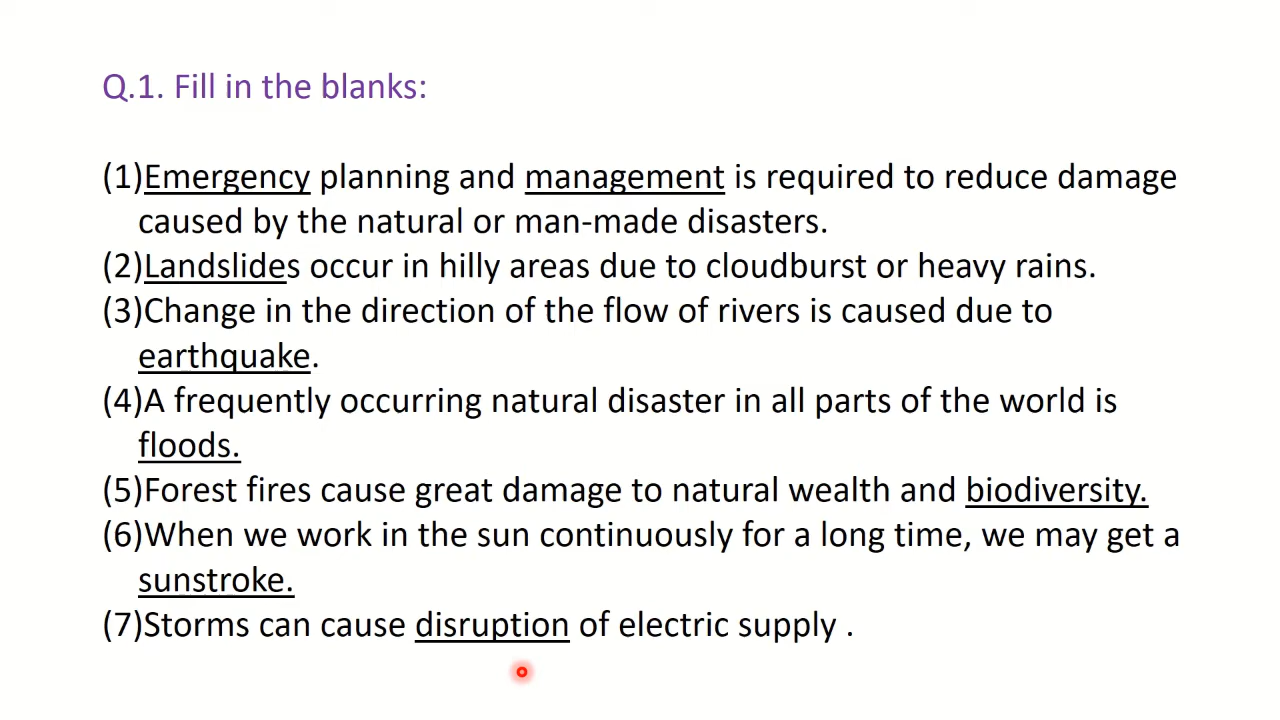 Q.1. Fill in the blanks:
(1)Emergency planning and management is required to reduce damage
caused by the natural or man-made disasters.
(2)Landslides occur in hilly areas due to cloudburst or heavy rains.
(3)Change in the direction of the flow of rivers is caused due to
earthquake.
(4)A frequently occurring natural disaster in all parts of the world is
floods.
(5)Forest fires cause great damage to natural wealth and biodiversity.
(6)When we work in the sun continuously for a long time, we may get a
sunstroke.
(7)Storms can cause disruption of electric supply .